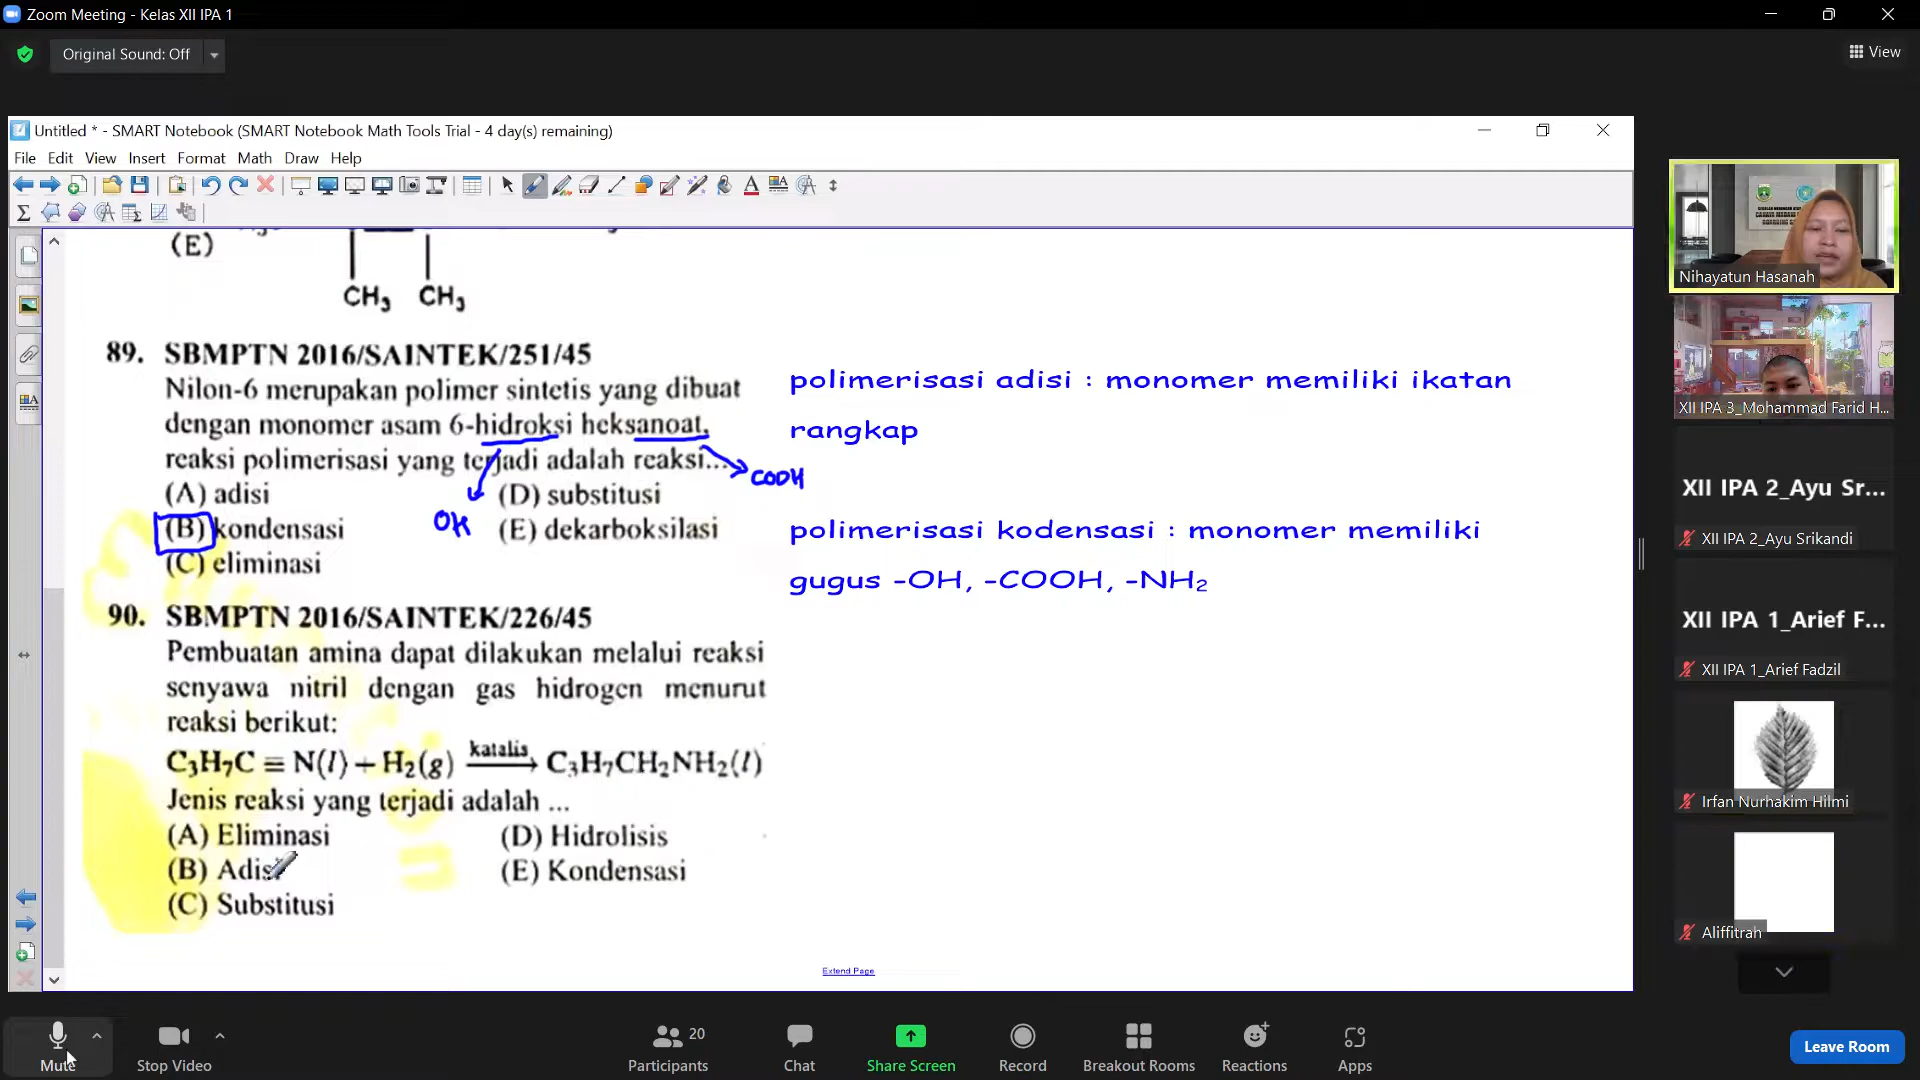 Zoom Meeting - Kelas XII IPA 1
Original Sound: Off
View
Untitled * - SMART Notebook (SMART Notebook Math Tools Trial - 4 day(s) remaining)
File Edit View Insert Format Math Draw Help
(E)
CH₃ CH₃
89. SBMPTN 2016/SAINTEK/251/45
Nilon-6 merupakan polimer sintetis yang dibuat
dengan monomer asam 6-hidroksi heksanoat,
reaksi polimerisasi yang terjadi adalah reaksi...
COOH
(A) adisi (D) substitusi
OH
(B) kondensasi (E) dekarboksilasi
(C) eliminasi
polimerisasi adisi : monomer memiliki ikatan
rangkap
polimerisasi kodensasi : monomer memiliki
gugus -OH, -COOH, -NH₂
90. SBMPTN 2016/SAINTEK/226/45
Pembuatan amina dapat dilakukan melalui reaksi
senyawa nitril dengan gas hidrogen menurut
reaksi berikut:
katalis
C₃H₇C ≡ N(l) + H₂(g) → C₃H₇CH₂NH₂(l)
Jenis reaksi yang terjadi adalah ...
(A) Eliminasi (D) Hidrolisis
(B) Adisi (E) Kondensasi
(C) Substitusi
Extend Page
Nihayatun Hasanah
XII IPA 3_Mohammad Farid H...
XII IPA 2_Ayu Sr...
XII IPA 2_Ayu Srikandi
XII IPA 1_Arief F...
XII IPA 1_Arief Fadzil
Irfan Nurhakim Hilmi
Aliffitrah
Mute
Stop Video
20
Participants
Chat
Share Screen
Record
Breakout Rooms
Reactions
Apps
Leave Room